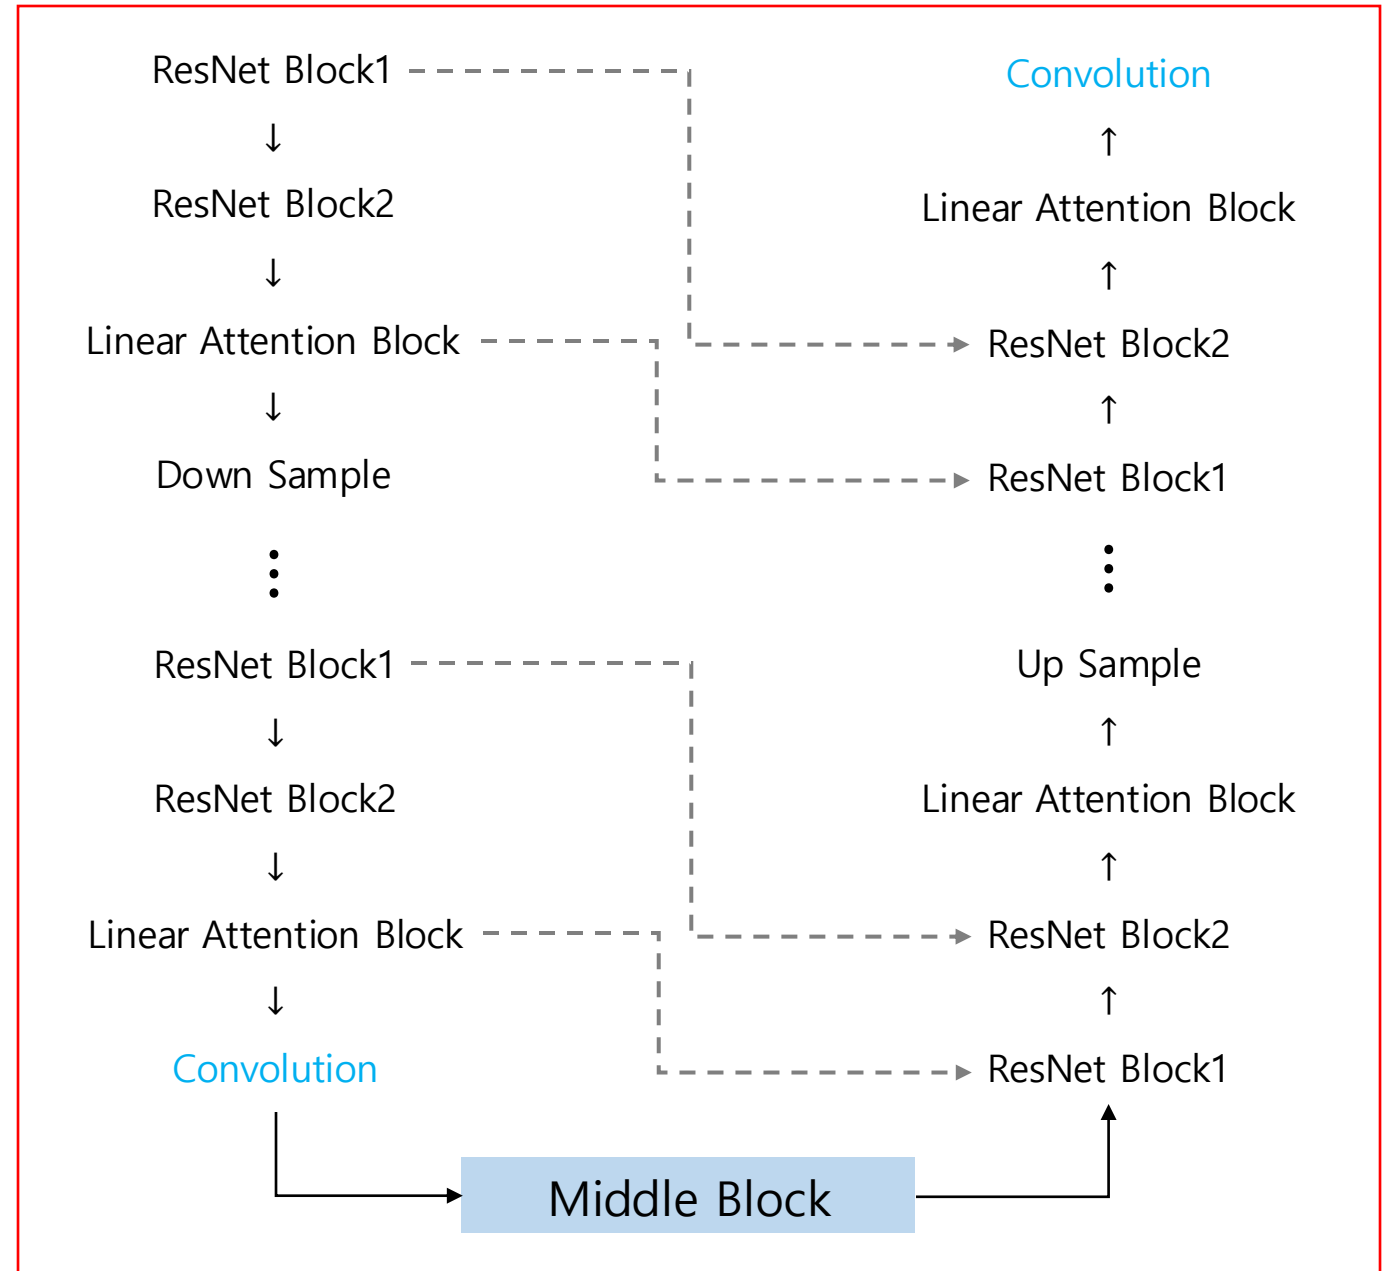 ResNet Block1
ResNet Block2
Linear Attention Block
Down Sample
ResNet Block1
ResNet Block2
Linear Attention Block
Convolution
Middle Block
Convolution
Linear Attention Block
ResNet Block2
ResNet Block1
Up Sample
Linear Attention Block
ResNet Block2
ResNet Block1